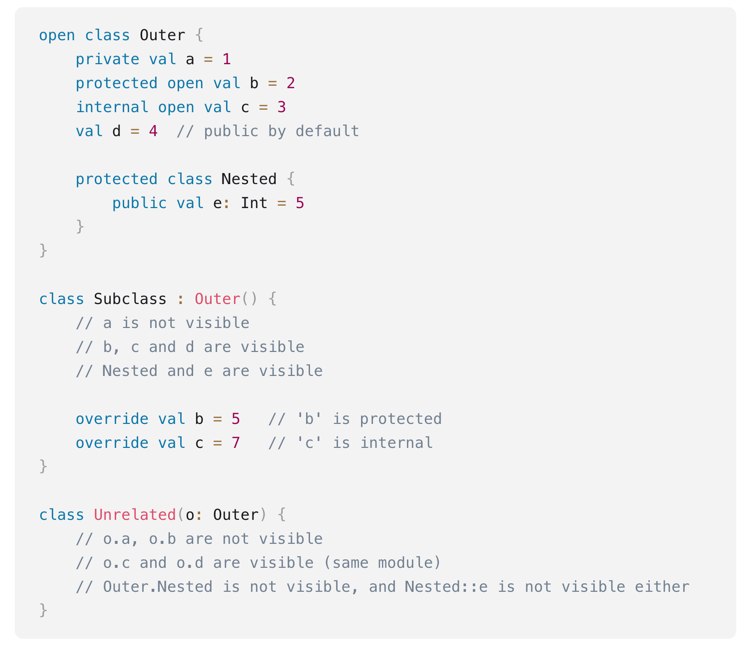 open class Outer {
    private val a = 1
    protected open val b = 2
    internal open val c = 3
    val d = 4  // public by default

    protected class Nested {
        public val e: Int = 5
    }
}

class Subclass : Outer() {
    // a is not visible
    // b, c and d are visible
    // Nested and e are visible

    override val b = 5   // 'b' is protected
    override val c = 7   // 'c' is internal
}

class Unrelated(o: Outer) {
    // o.a, o.b are not visible
    // o.c and o.d are visible (same module)
    // Outer.Nested is not visible, and Nested::e is not visible either
}